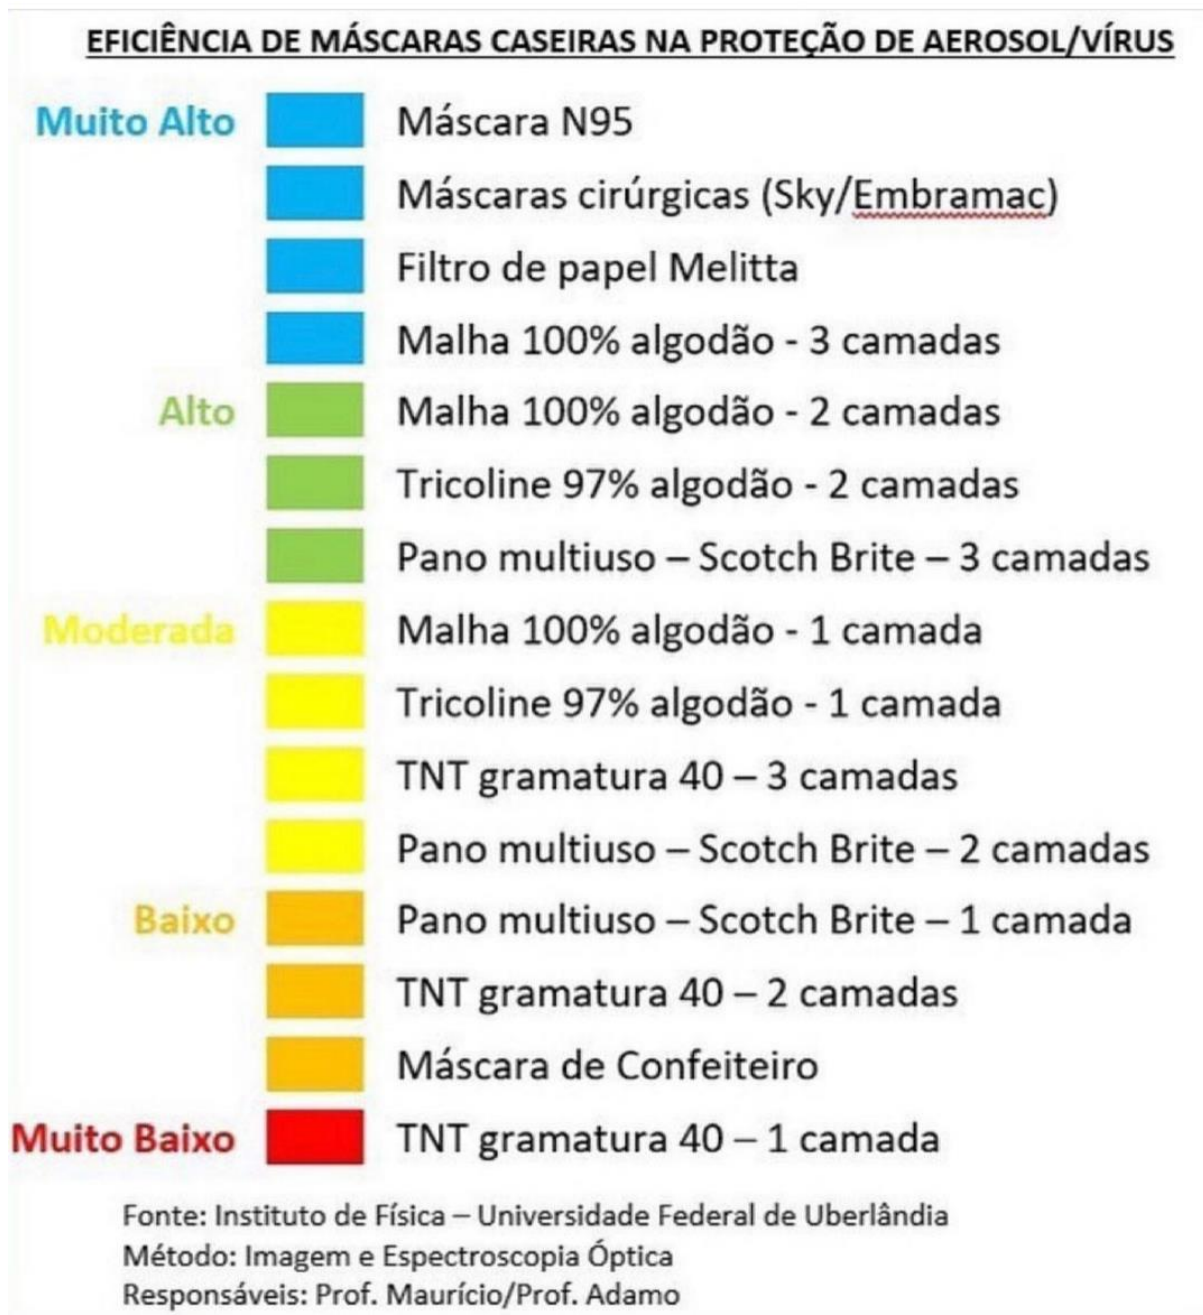 EFICIÊNCIA DE MÁSCARAS CASEIRAS NA PROTEÇÃO DE AEROSOL/VÍRUS
Muito Alto Máscara N95
Máscaras cirúrgicas (Sky/Embramac)
Filtro de papel Melitta
Malha 100% algodão - 3 camadas
Alto Malha 100% algodão - 2 camadas
Tricoline 97% algodão - 2 camadas
Pano multiuso – Scotch Brite – 3 camadas
Moderada Malha 100% algodão - 1 camada
Tricoline 97% algodão - 1 camada
TNT gramatura 40 – 3 camadas
Pano multiuso – Scotch Brite – 2 camadas
Baixo Pano multiuso – Scotch Brite – 1 camada
TNT gramatura 40 – 2 camadas
Máscara de Confeiteiro
Muito Baixo TNT gramatura 40 – 1 camada
Fonte: Instituto de Física – Universidade Federal de Uberlândia
Método: Imagem e Espectroscopia Óptica
Responsáveis: Prof. Maurício/Prof. Adamo